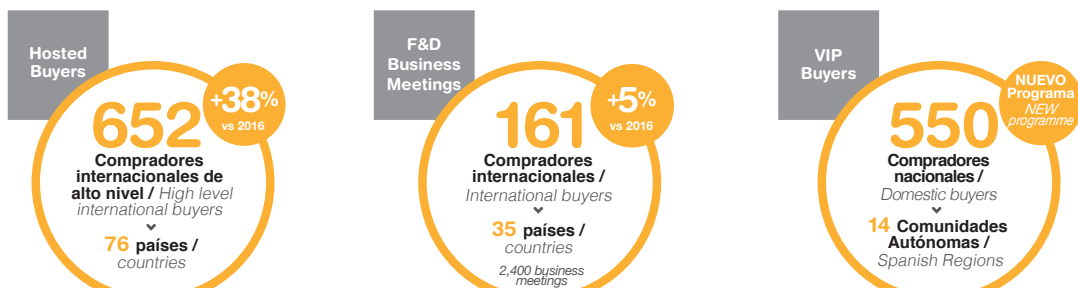 Hosted
Buyers
652
+38%
vs 2016
Compradores
internacionales de
alto nivel / High level
international buyers
76 países /
countries
F&D
Business
Meetings
161
+5%
vs 2016
Compradores
internacionales /
International buyers
35 países /
countries
2,400 business
meetings
VIP
Buyers
550
NUEVO
Programa
NEW
programme
Compradores
nacionales /
Domestic buyers
14 Comunidades
Autónomas /
Spanish Regions